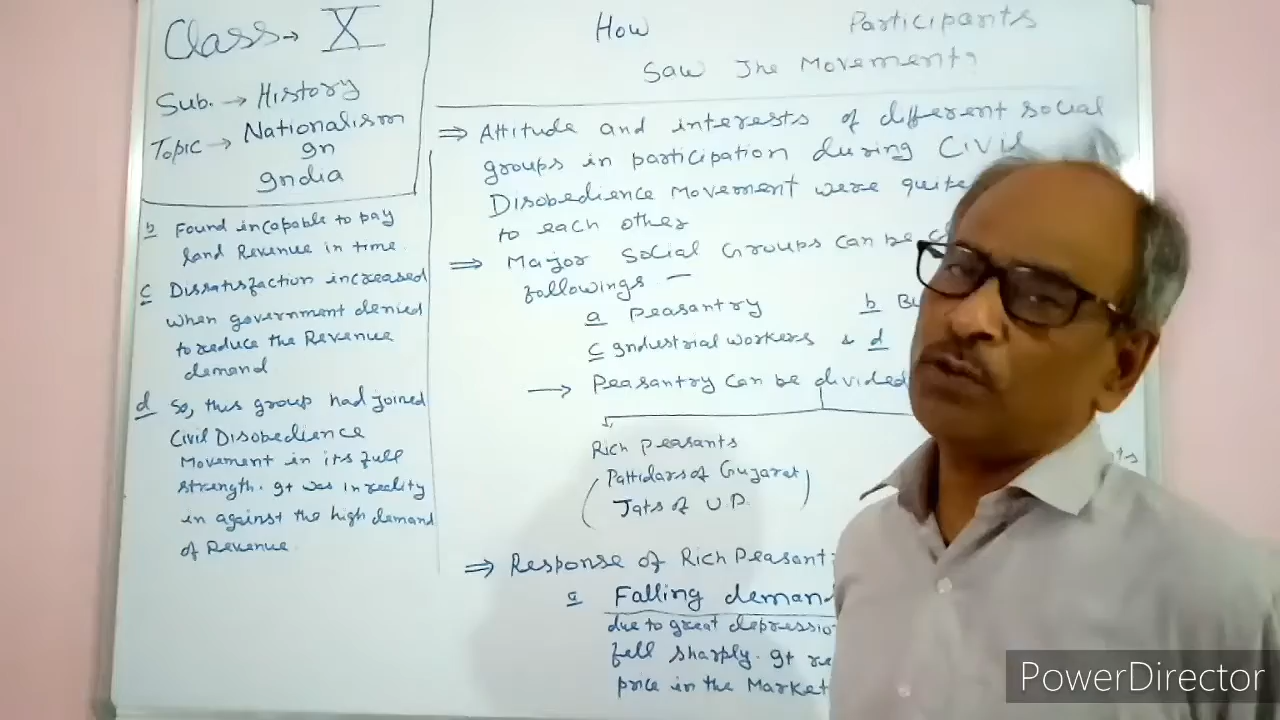 Class → X
Sub. → History
Topic → Nationalism
In
India
b Found incapable to pay
land Revenue in time.
c Dissatisfaction increased
when government denied
to reduce the Revenue
demand
d So, this group had joined
Civil Disobedience
Movement in its full
strength. It was in reality
in against the high demand
of Revenue.
How Participants
Saw The Movement?
⇒ Attitude and interests of different social
groups in participation during Civil
Disobedience Movement were quite
to each other
⇒ Major Social Groups can be
followings —
a Peasantry b
c Industrial workers & d
→ Peasantry can be divided
Rich Peasants
(Patidars of Gujarat
Jats of U.P.)
⇒ Response of Rich Peasant
a Falling demand
due to great depressio
fell sharply. It
price in the Market
PowerDirector